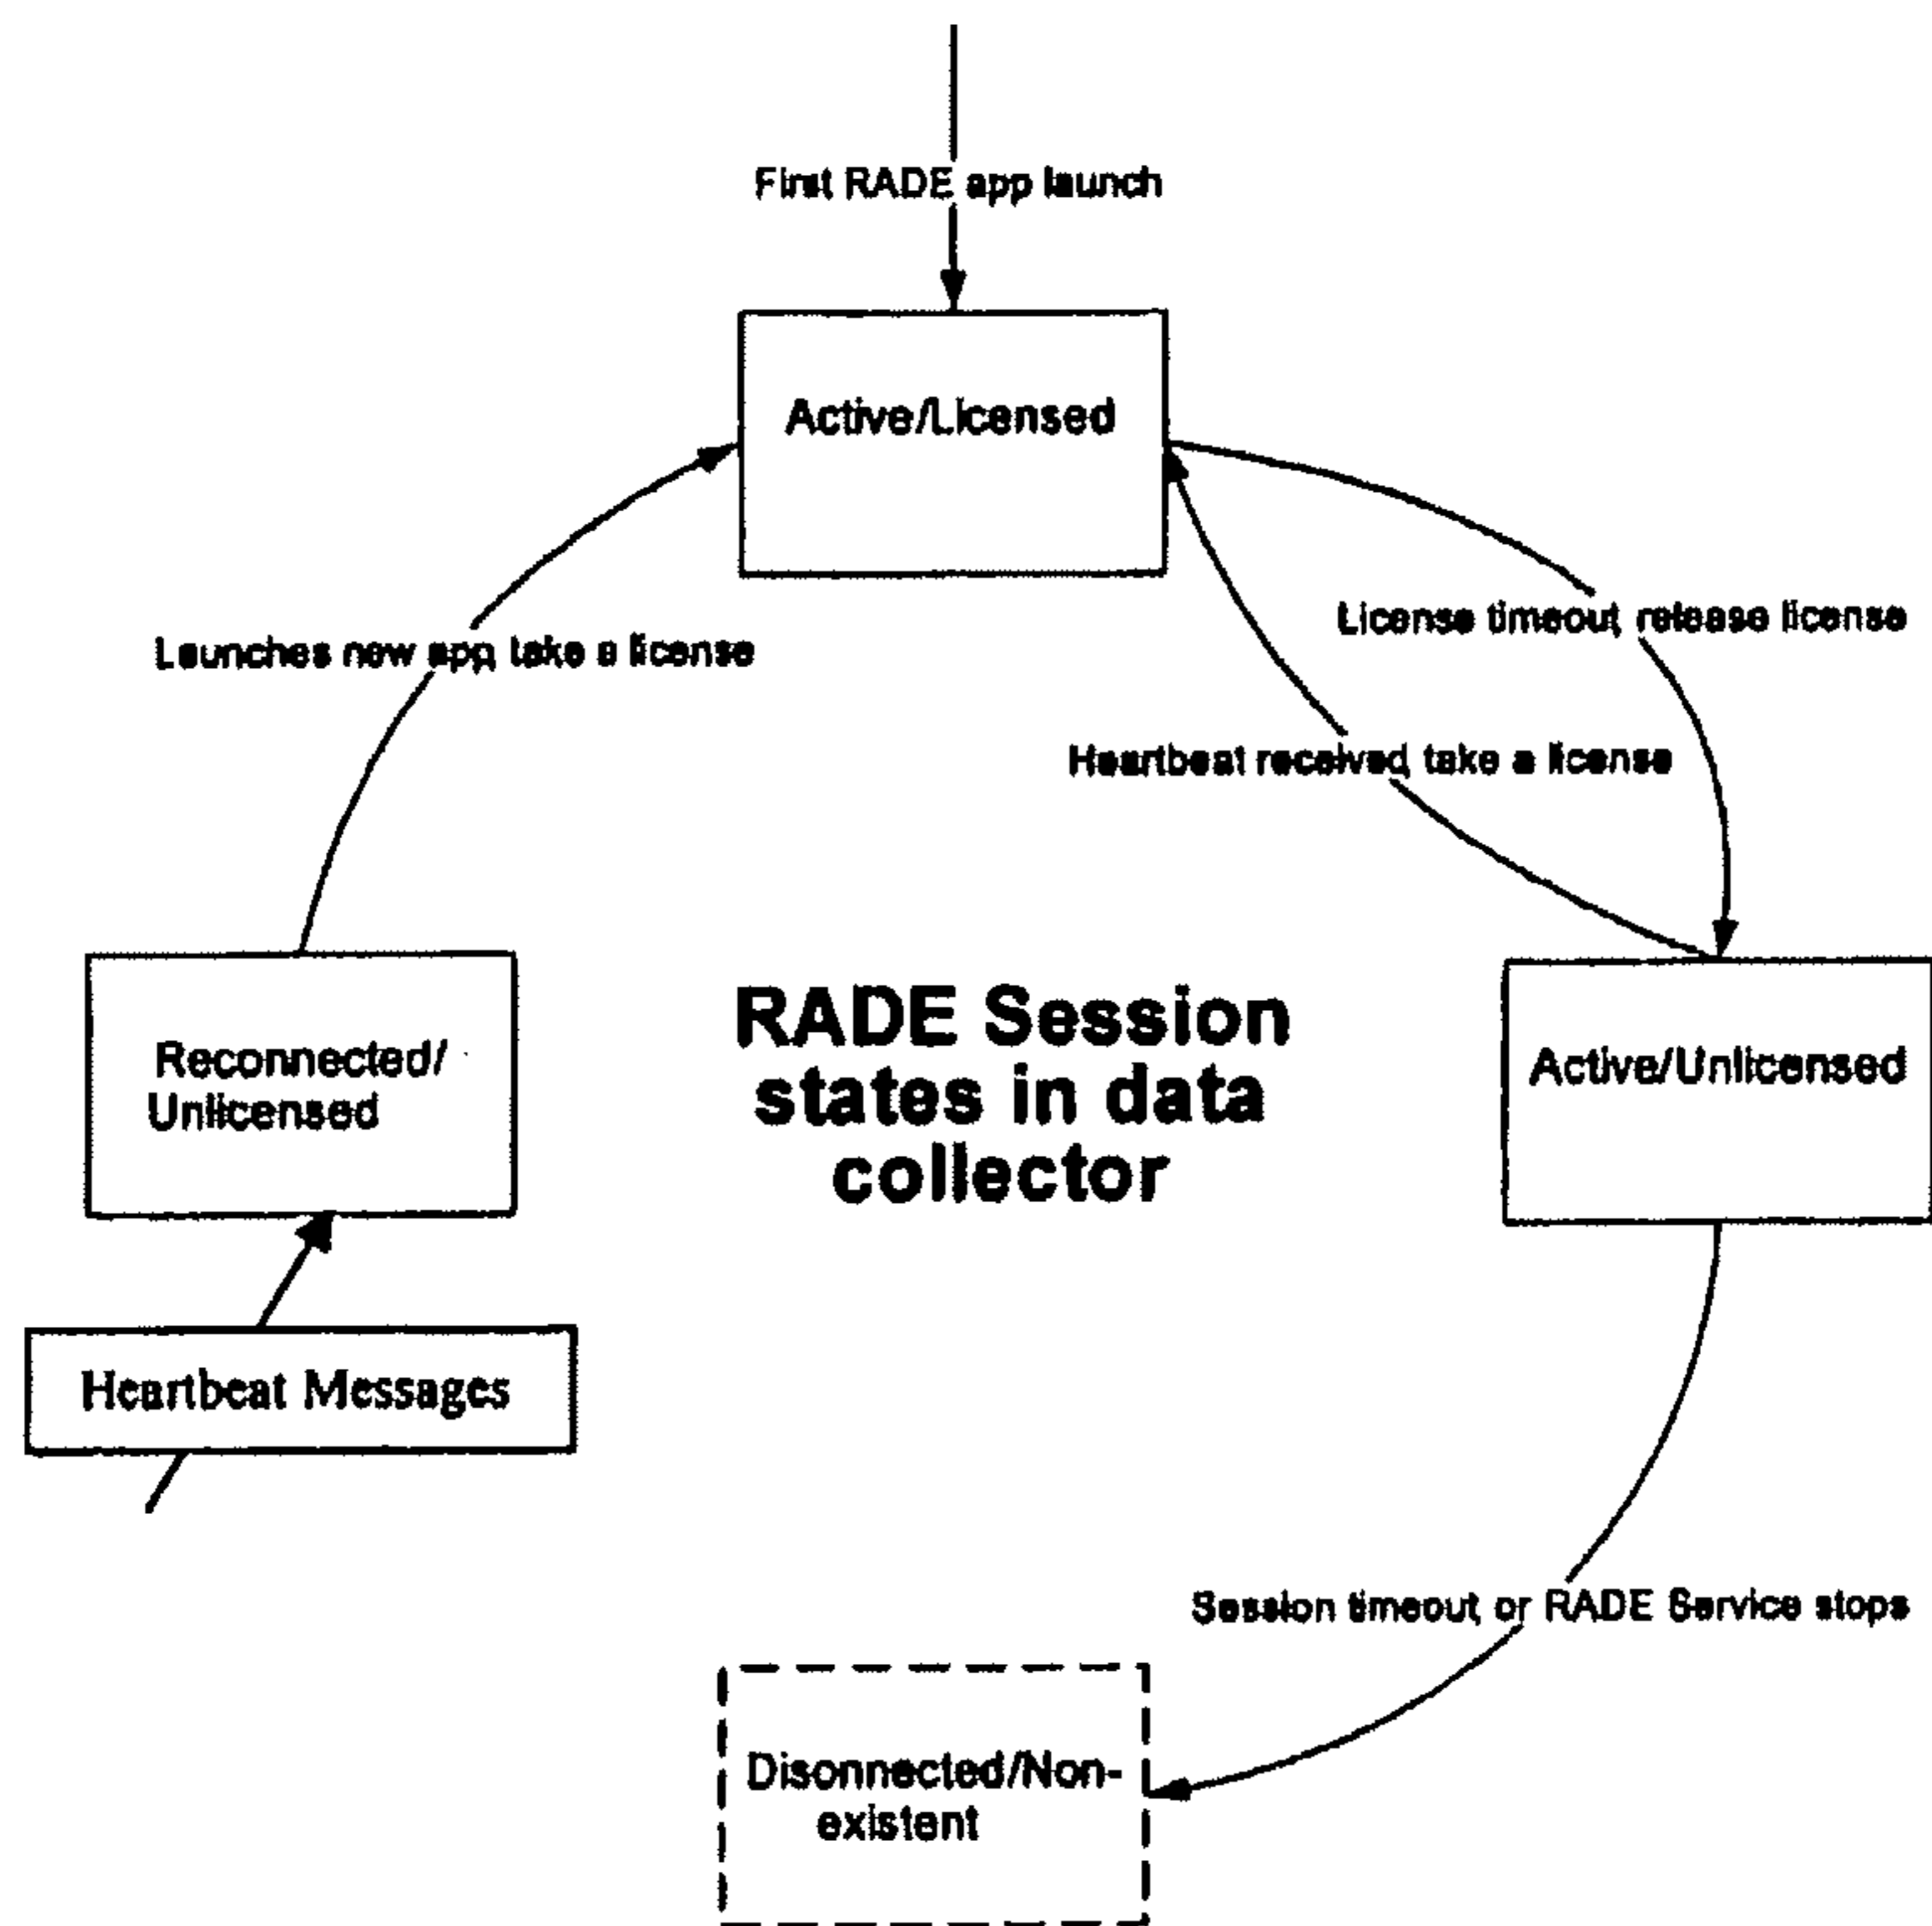 First RADE app launch
Active/Licensed
Launches new app, take a license
License timeout, release license
Heartbeat received, take a license
Reconnected/
Unlicensed
RADE Session
states in data
collector
Active/Unlicensed
Heartbeat Messages
Session timeout, or RADE Service stops
Disonnected/Non-
existent